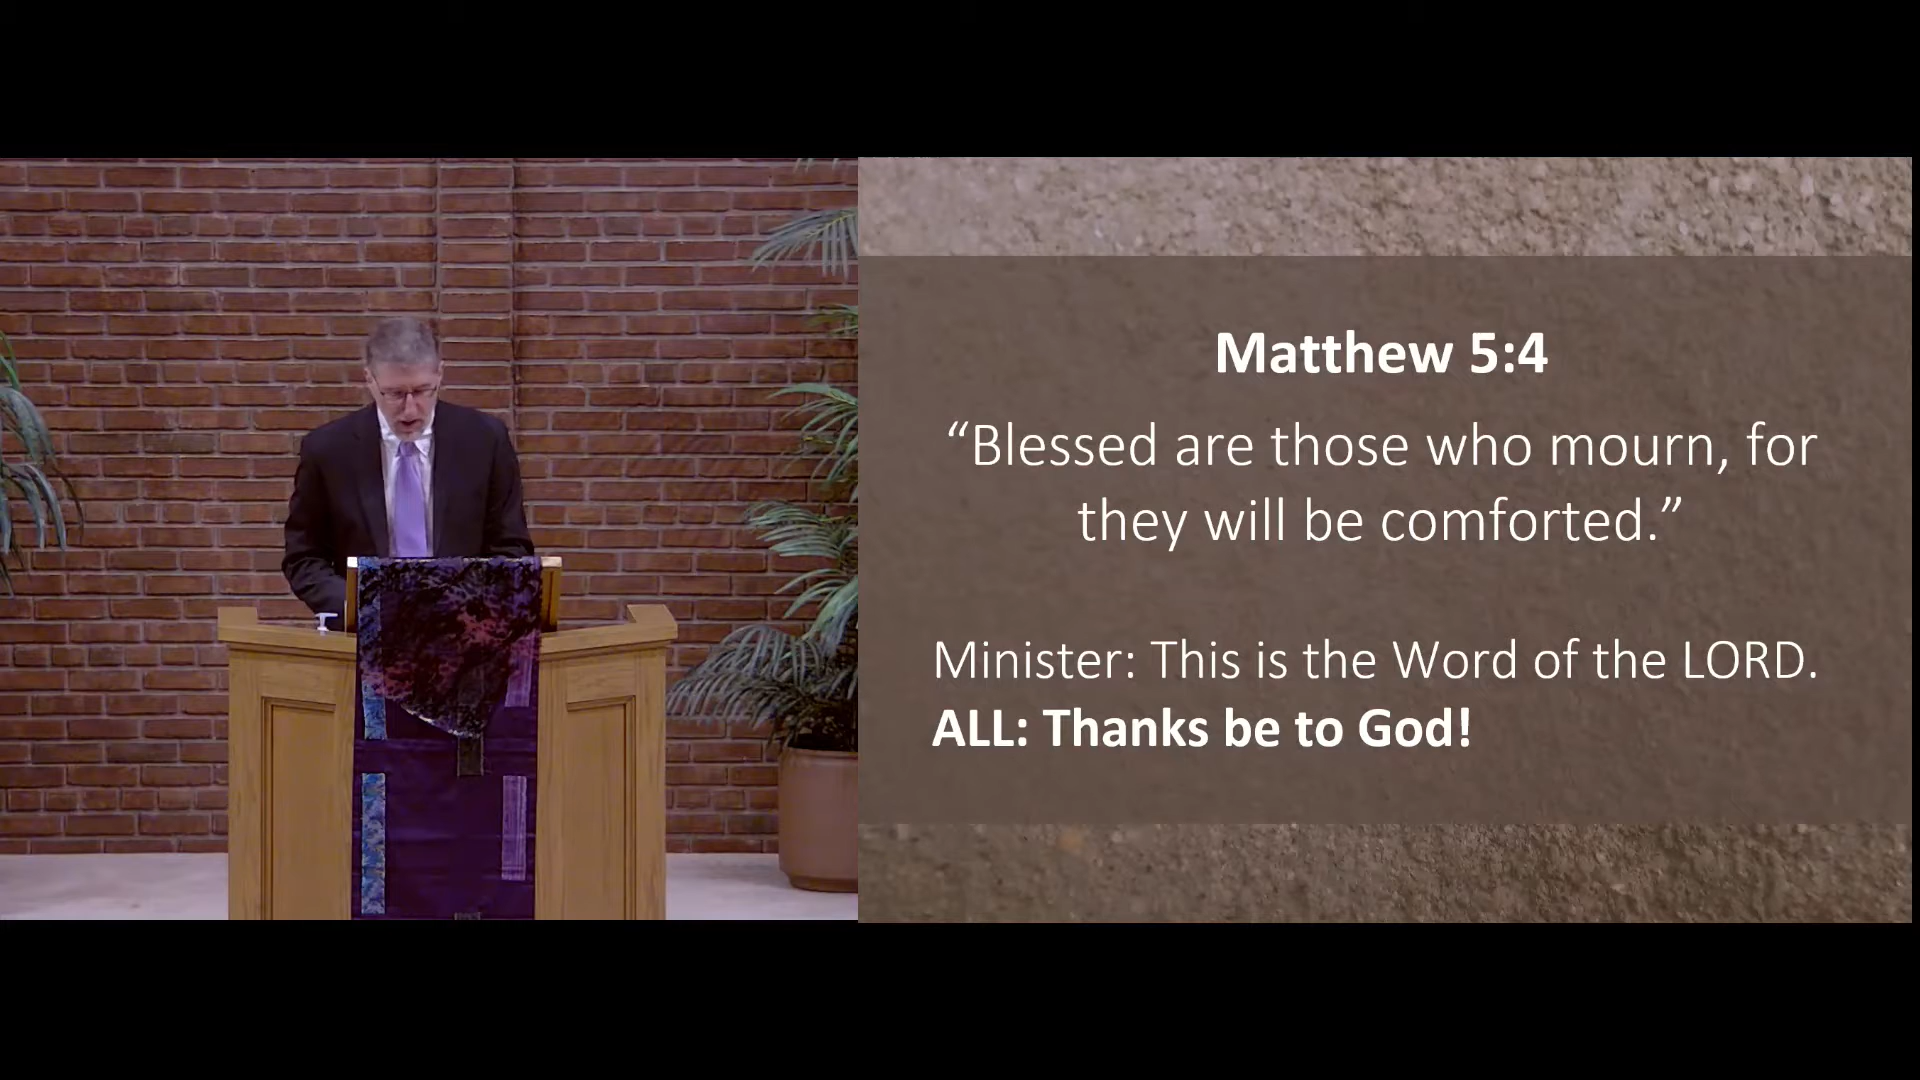 Matthew 5:4
“Blessed are those who mourn, for
they will be comforted.”
Minister: This is the Word of the LORD.
ALL: Thanks be to God!